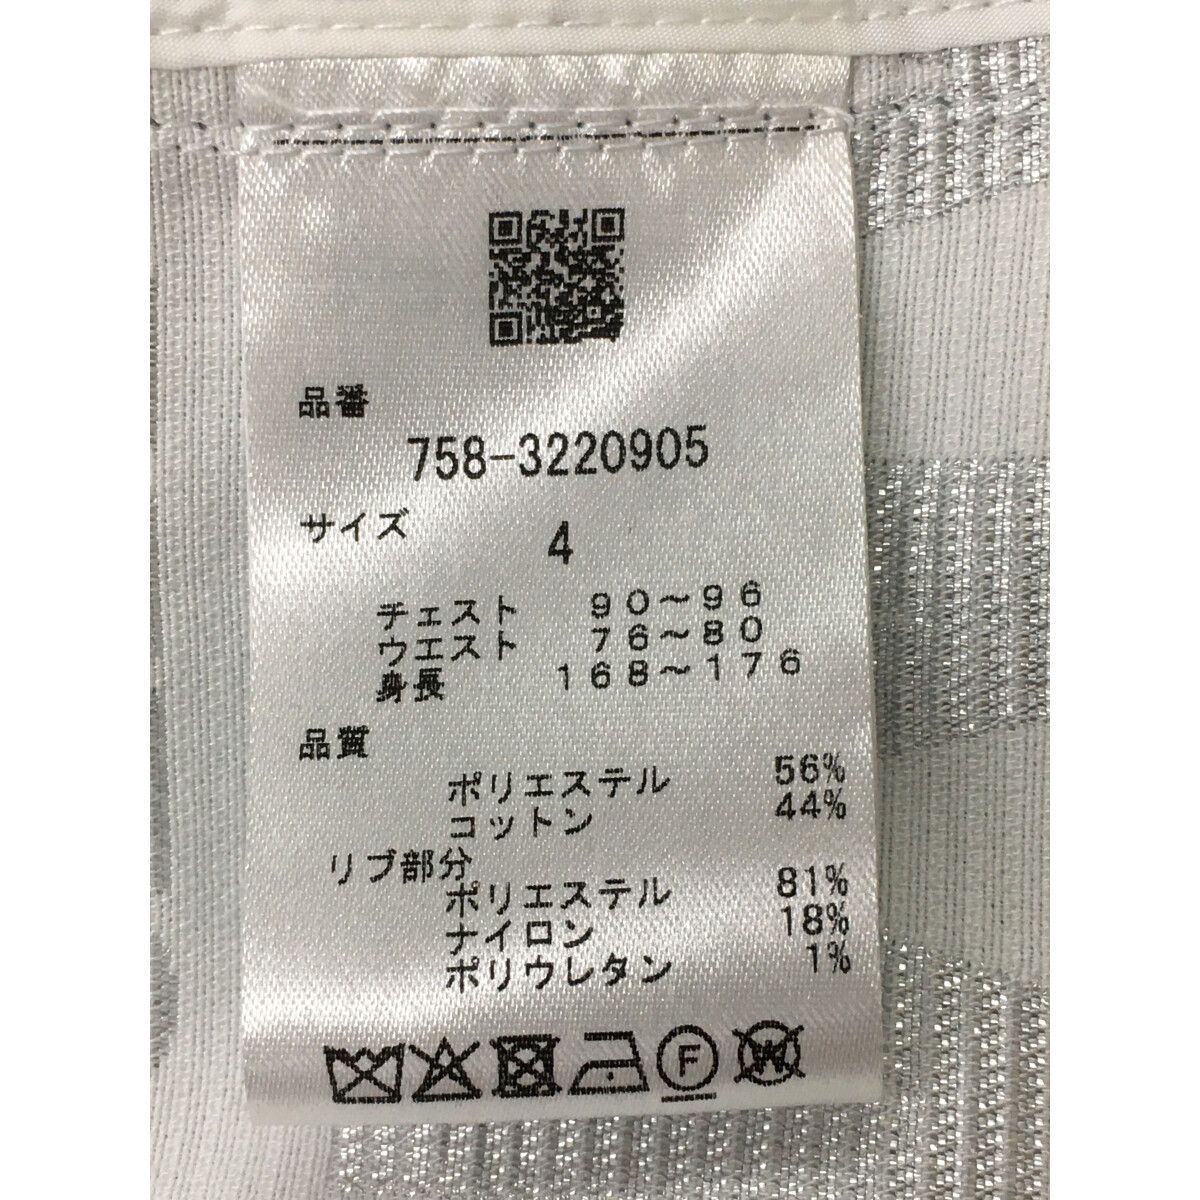 品番
758-3220905
サイズ 4
チェスト 90~96
ウエスト 76~80
身長 168~176
品質
ポリエステル 56%
コットン 44%
リブ部分
ポリエステル 81%
ナイロン 18%
ポリウレタン 1%
F W